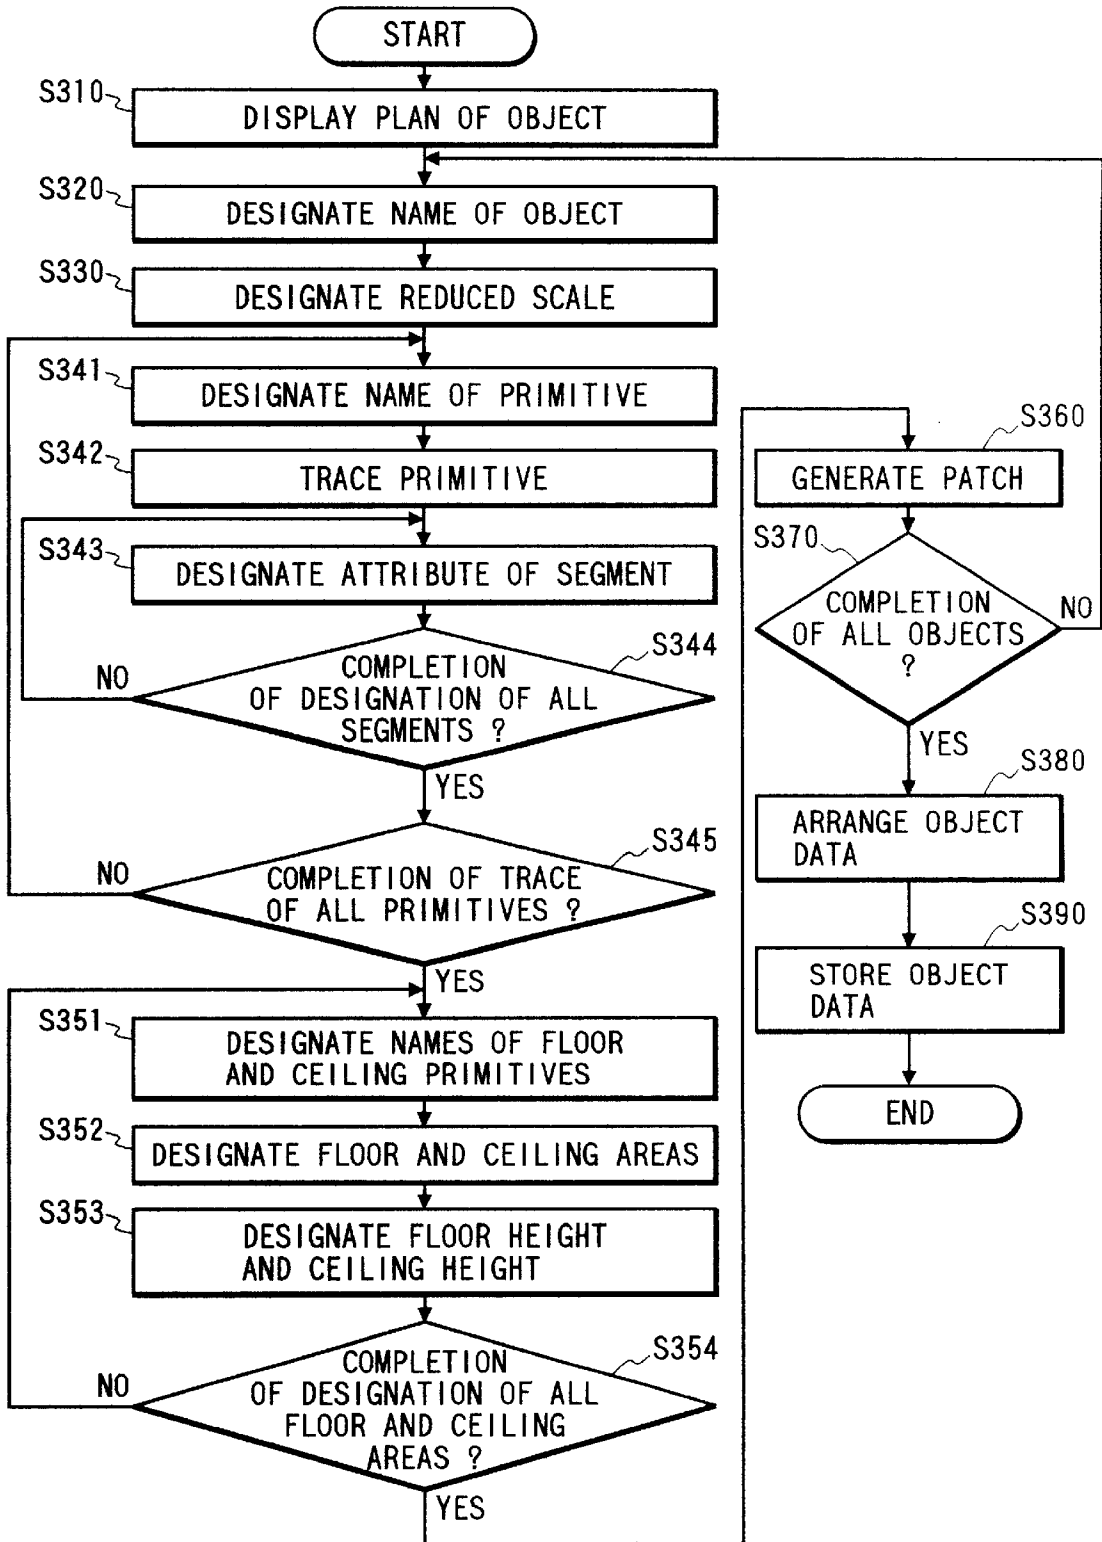 START
S310
DISPLAY PLAN OF OBJECT
S320
DESIGNATE NAME OF OBJECT
S330
DESIGNATE REDUCED SCALE
S341
DESIGNATE NAME OF PRIMITIVE
S342
TRACE PRIMITIVE
S343
DESIGNATE ATTRIBUTE OF SEGMENT
S344
COMPLETION
OF DESIGNATION OF ALL
SEGMENTS ?
NO
YES
S345
COMPLETION OF TRACE
OF ALL PRIMITIVES ?
NO
YES
S351
DESIGNATE NAMES OF FLOOR
AND CEILING PRIMITIVES
S352
DESIGNATE FLOOR AND CEILING AREAS
S353
DESIGNATE FLOOR HEIGHT
AND CEILING HEIGHT
S354
COMPLETION
OF DESIGNATION OF ALL
FLOOR AND CEILING
AREAS ?
NO
YES
S360
GENERATE PATCH
S370
COMPLETION
OF ALL OBJECTS
?
NO
YES
S380
ARRANGE OBJECT
DATA
S390
STORE OBJECT
DATA
END